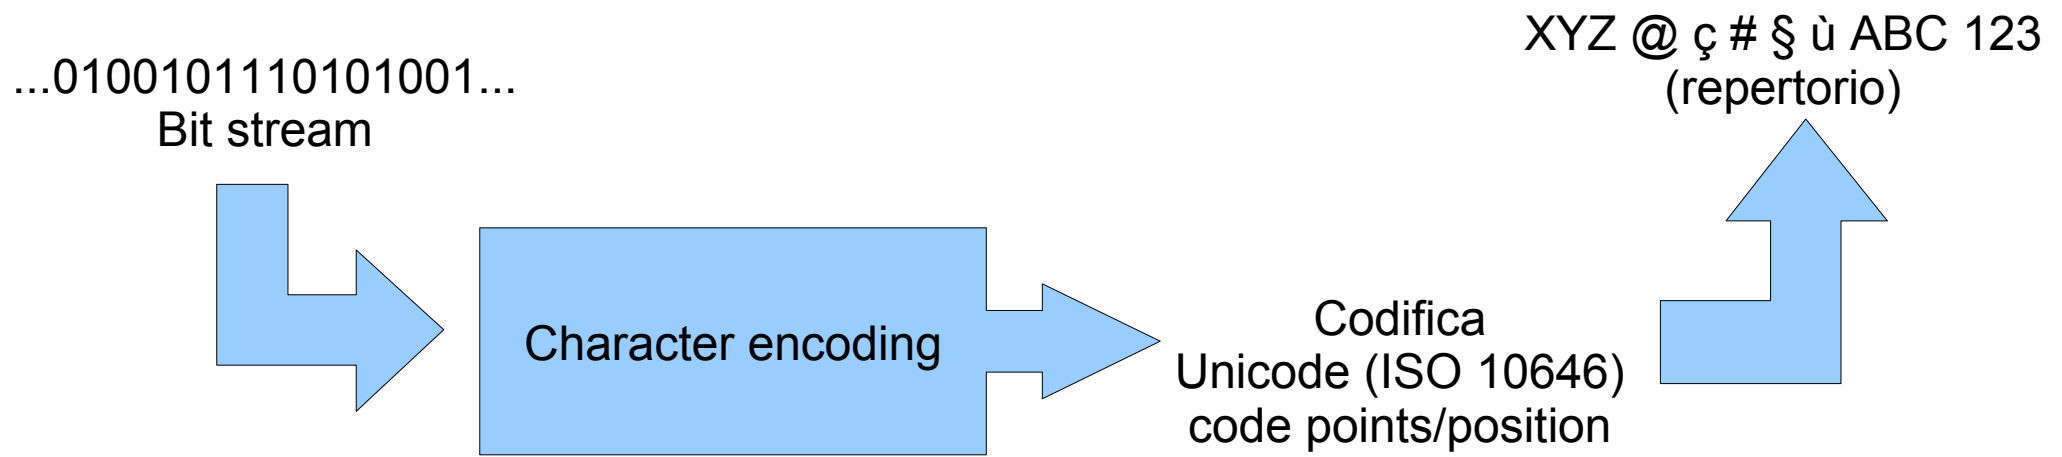 ...0100101110101001...
Bit stream
Character encoding
Codifica
Unicode (ISO 10646)
code points/position
XYZ @ ç # § ù ABC 123
(repertorio)